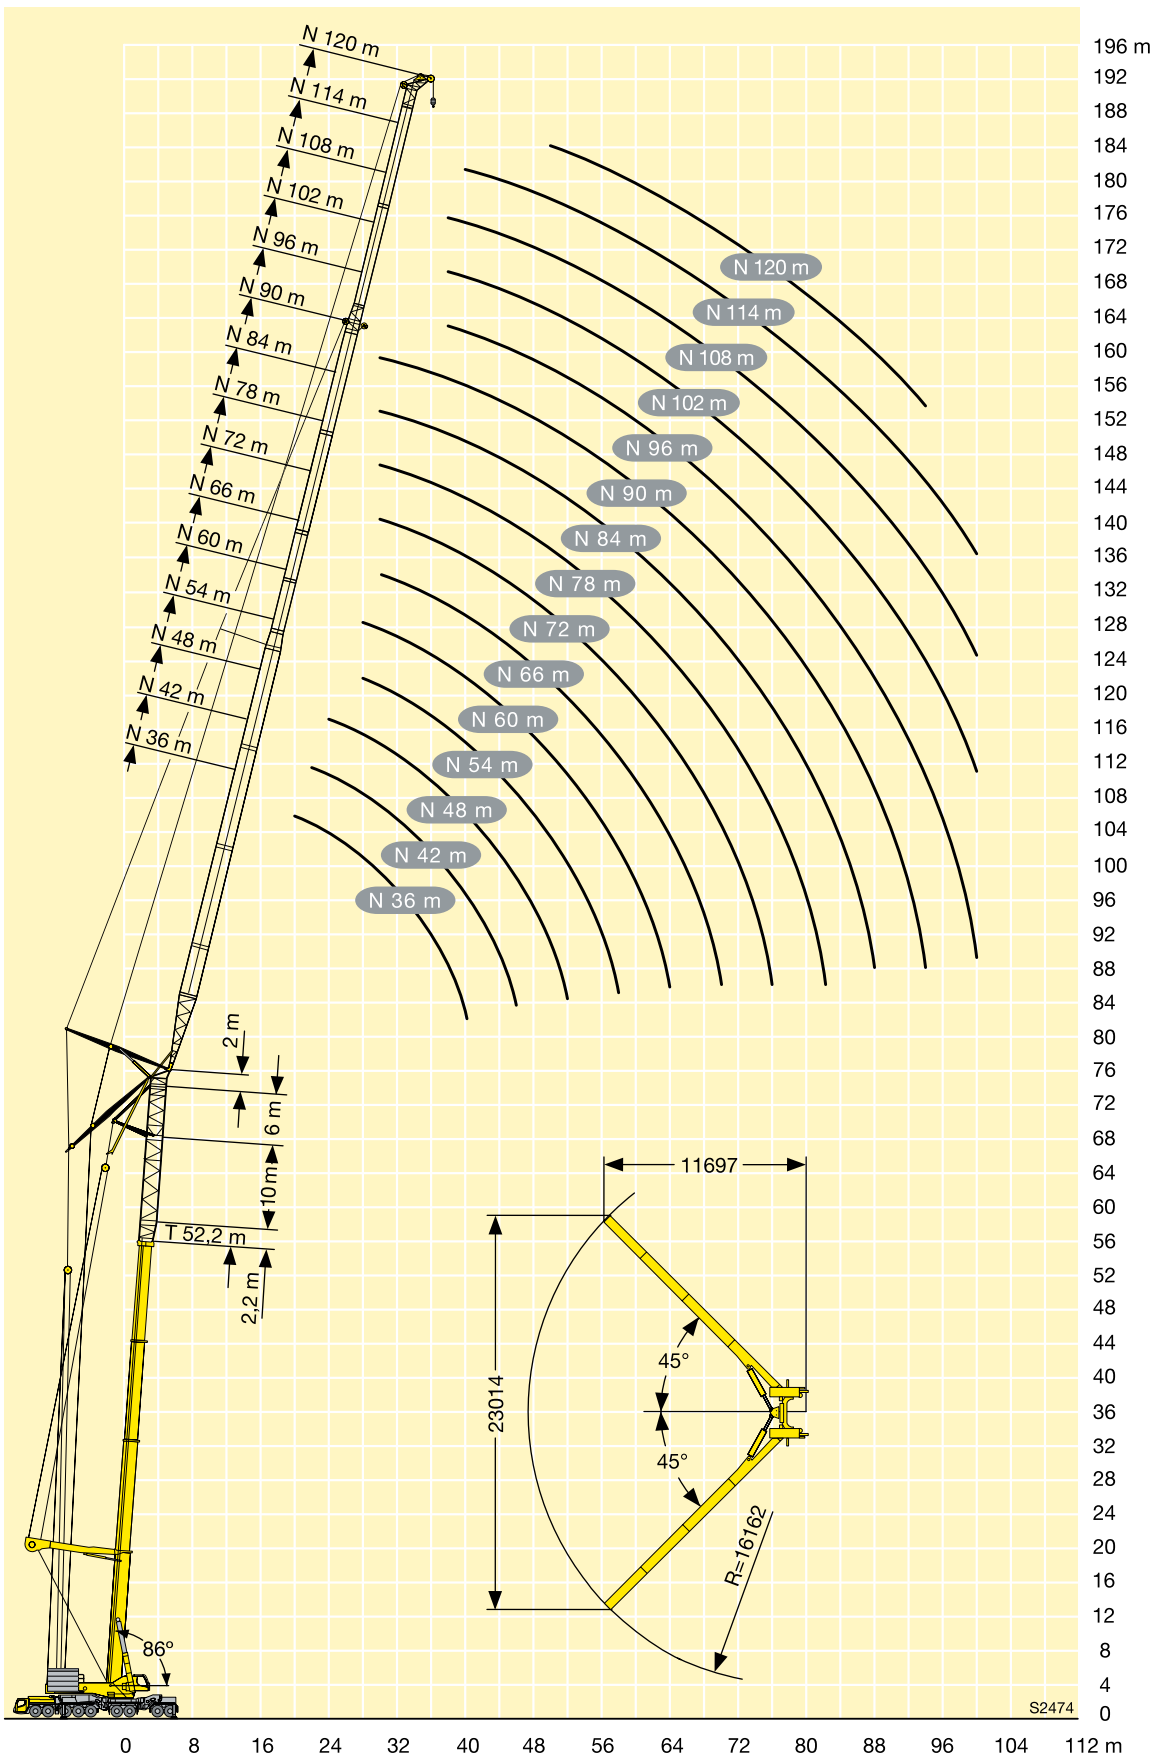 N 120 m
N 114 m
N 108 m
N 102 m
N 96 m
N 90 m
N 84 m
N 78 m
N 72 m
N 66 m
N 60 m
N 54 m
N 48 m
N 42 m
N 36 m
N 120 m
N 114 m
N 108 m
N 102 m
N 96 m
N 90 m
N 84 m
N 78 m
N 72 m
N 66 m
N 60 m
N 54 m
N 48 m
N 42 m
N 36 m
2 m
6 m
10 m
T 52,2 m
2,2 m
86°
11697
23014
45°
45°
R=16162
S2474
196 m
192
188
184
180
176
172
168
164
160
156
152
148
144
140
136
132
128
124
120
116
112
108
104
100
96
92
88
84
80
76
72
68
64
60
56
52
48
44
40
36
32
28
24
20
16
12
8
4
0
0 8 16 24 32 40 48 56 64 72 80 88 96 104 112 m